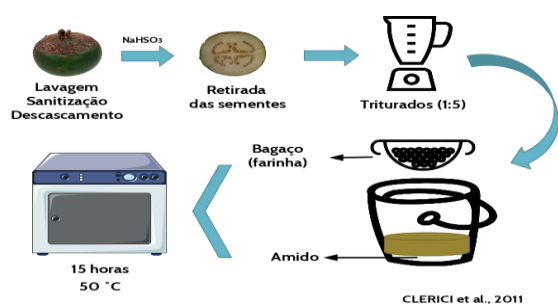 NaHSO3
Lavagem
Sanitização
Descascamento
Retirada
das sementes
Triturados (1:5)
Bagaço
(farinha)
Amido
15 horas
50 °C
CLERICI et al., 2011